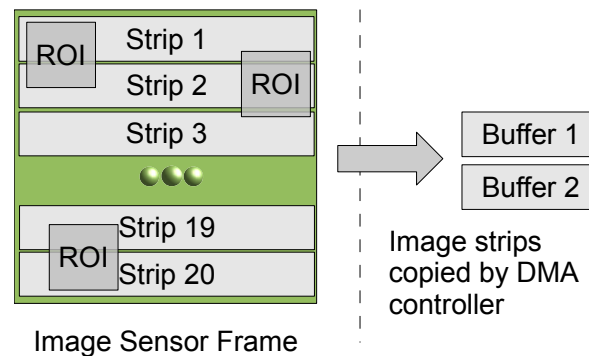 Strip 1
ROI
Strip 2
ROI
Strip 3
Strip 19
ROI
Strip 20
Image Sensor Frame
Buffer 1
Buffer 2
Image strips
copied by DMA
controller